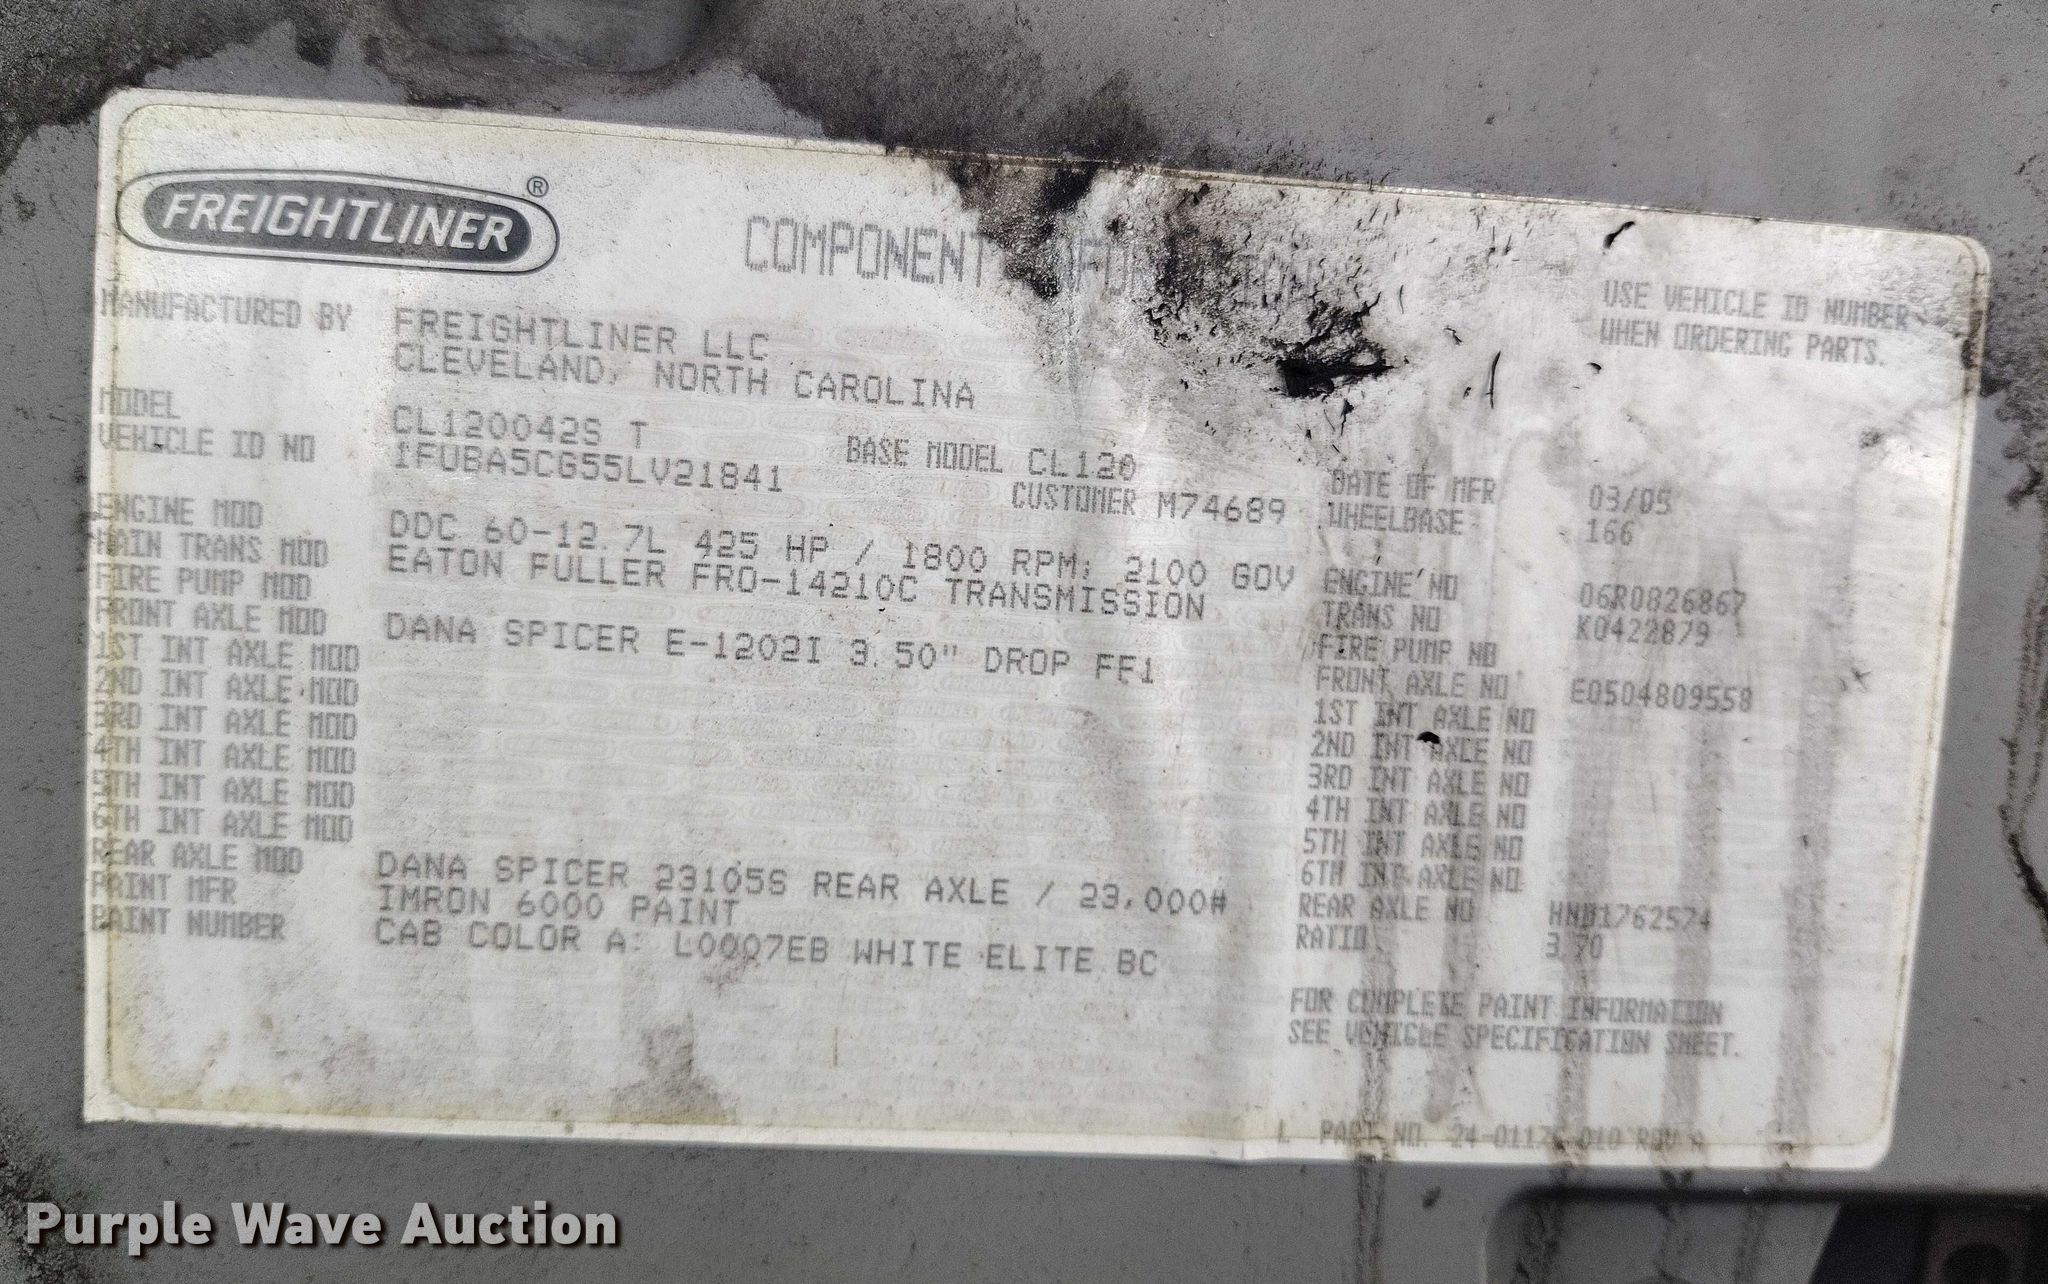 FREIGHTLINER ®
COMPONENT INFORMATION
USE VEHICLE ID NUMBER
WHEN ORDERING PARTS.
MANUFACTURED BY FREIGHTLINER LLC
CLEVELAND, NORTH CAROLINA
MODEL CL120042S T BASE MODEL CL120
VEHICLE ID NO 1FUBA5CG55LV21841 CUSTOMER M74689
DATE OF MFR 03/05
WHEELBASE 166
ENGINE MOD DDC 60-12.7L 425 HP / 1800 RPM; 2100 GOV
MAIN TRANS MOD EATON FULLER FRO-14210C TRANSMISSION
FIRE PUMP MOD
FRONT AXLE MOD DANA SPICER E-1202I 3.50" DROP FF1
1ST INT AXLE MOD
2ND INT AXLE MOD
3RD INT AXLE MOD
4TH INT AXLE MOD
5TH INT AXLE MOD
6TH INT AXLE MOD
REAR AXLE MOD DANA SPICER 23105S REAR AXLE / 23,000#
PAINT MFR IMRON 6000 PAINT
PAINT NUMBER CAB COLOR A: L0007EB WHITE ELITE BC
ENGINE NO 06R0826867
TRANS NO K0422879
FIRE PUMP NO
FRONT AXLE NO E0504809558
1ST INT AXLE NO
2ND INT AXLE NO
3RD INT AXLE NO
4TH INT AXLE NO
5TH INT AXLE NO
6TH INT AXLE NO
REAR AXLE NO HND1762574
RATIO 3.70
FOR COMPLETE PAINT INFORMATION
SEE VEHICLE SPECIFICATION SHEET.
L PART NO. 24-01176-010 REV A
Purple Wave Auction